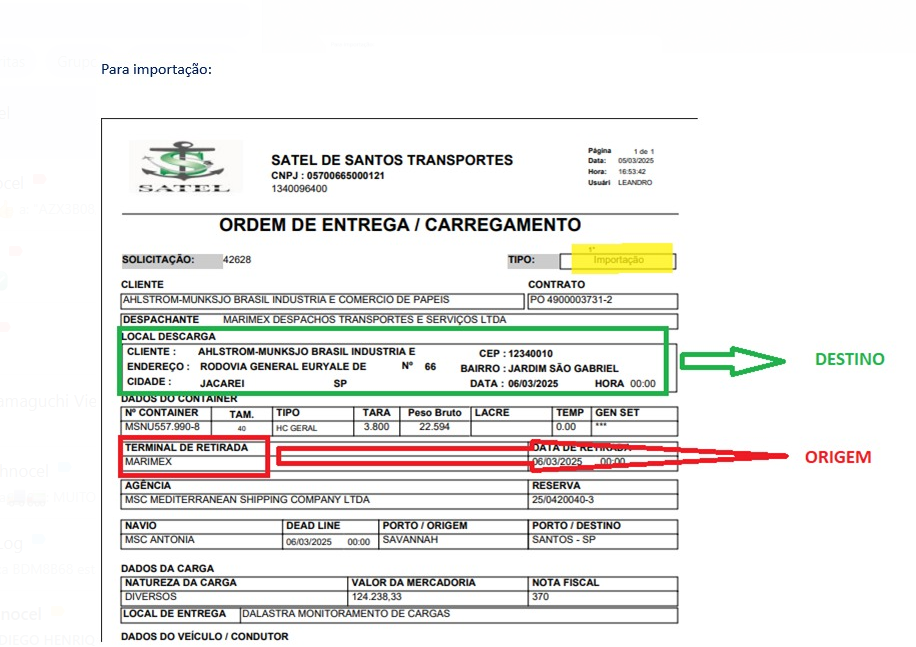 Para importação:
SATEL
SATEL DE SANTOS TRANSPORTES
CNPJ : 05700665000121
1340096400
Página 1 de 1
Data: 05/03/2025
Hora: 16:53:42
Usuári LEANDRO
ORDEM DE ENTREGA / CARREGAMENTO
SOLICITAÇÃO: 42628
TIPO: 1ª Importação
CLIENTE CONTRATO
AHLSTROM-MUNKSJO BRASIL INDUSTRIA E COMERCIO DE PAPEIS PO 4900003731-2
DESPACHANTE MARIMEX DESPACHOS TRANSPORTES E SERVIÇOS LTDA
LOCAL DESCARGA
CLIENTE : AHLSTROM-MUNKSJO BRASIL INDUSTRIA E CEP : 12340010
ENDEREÇO : RODOVIA GENERAL EURYALE DE Nº 66 BAIRRO : JARDIM SÃO GABRIEL
CIDADE : JACAREI SP DATA : 06/03/2025 HORA 00:00
DESTINO
DADOS DO CONTAINER
Nº CONTAINER TAM. TIPO TARA Peso Bruto LACRE TEMP GEN SET
MSNU557.990-8 40 HC GERAL 3.800 22.594 0.00 ***
TERMINAL DE RETIRADA DATA DE RETIRADA
MARIMEX 06/03/2025 00:00
ORIGEM
AGÊNCIA RESERVA
MSC MEDITERRANEAN SHIPPING COMPANY LTDA 25/0420040-3
NAVIO DEAD LINE PORTO / ORIGEM PORTO / DESTINO
MSC ANTONIA 06/03/2025 00:00 SAVANNAH SANTOS - SP
DADOS DA CARGA
NATUREZA DA CARGA VALOR DA MERCADORIA NOTA FISCAL
DIVERSOS 124.238,33 370
LOCAL DE ENTREGA DALASTRA MONITORAMENTO DE CARGAS
DADOS DO VEÍCULO / CONDUTOR